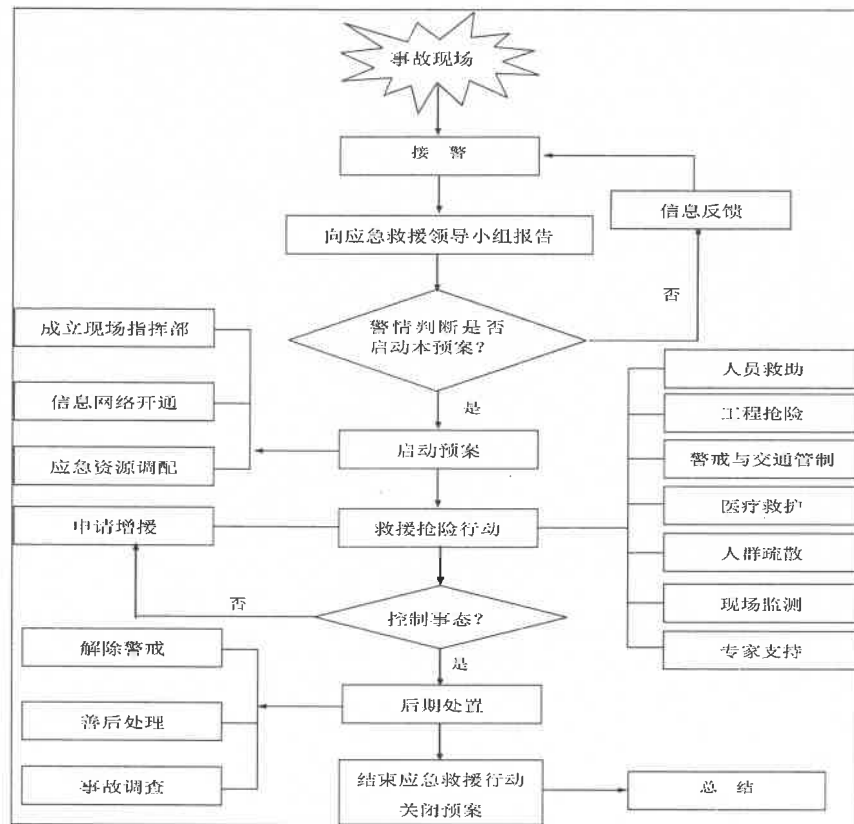 事故现场
接 警
信息反馈
向应急救援领导小组报告
否
警情判断是否
启动本预案?
成立现场指挥部
信息网络开通
应急资源调配
是
启动预案
人员救助
工程抢险
警戒与交通管制
医疗救护
人群疏散
现场监测
专家支持
申请增援
救援抢险行动
否
控制事态?
是
解除警戒
善后处理
事故调查
后期处置
结束应急救援行动
关闭预案
总 结